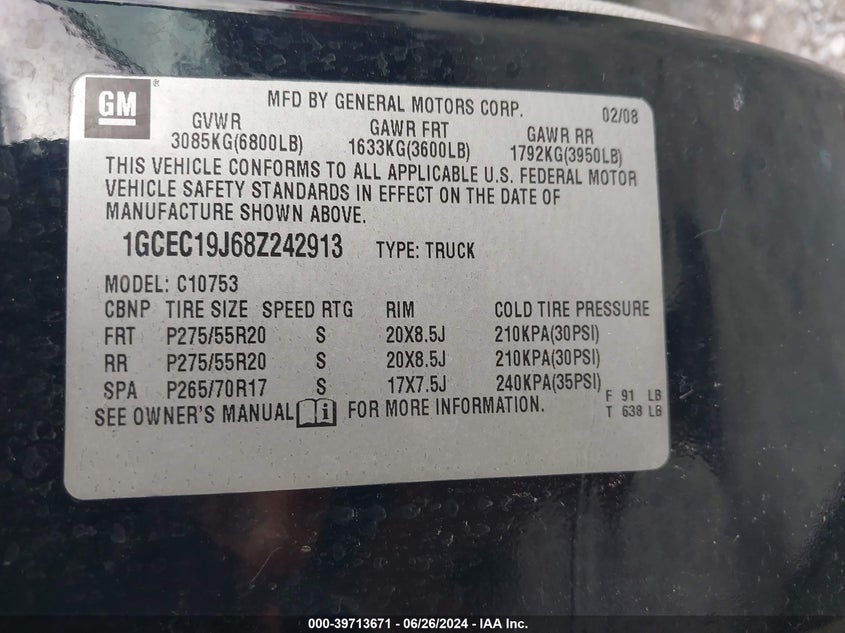 GM ®
MFD BY GENERAL MOTORS CORP. 02/08
GVWR GAWR FRT GAWR RR
3085KG(6800LB) 1633KG(3600LB) 1792KG(3950LB)
THIS VEHICLE CONFORMS TO ALL APPLICABLE U.S. FEDERAL MOTOR
VEHICLE SAFETY STANDARDS IN EFFECT ON THE DATE OF
MANUFACTURE SHOWN ABOVE.
1GCEC19J68Z242913 TYPE: TRUCK
MODEL: C10753
CBNP TIRE SIZE SPEED RTG RIM COLD TIRE PRESSURE
FRT P275/55R20 S 20X8.5J 210KPA(30PSI)
RR P275/55R20 S 20X8.5J 210KPA(30PSI)
SPA P265/70R17 S 17X7.5J 240KPA(35PSI)
SEE OWNER'S MANUAL i FOR MORE INFORMATION.
F 91 LB
T 638 LB
000-39713671 - 06/26/2024 - IAA Inc.